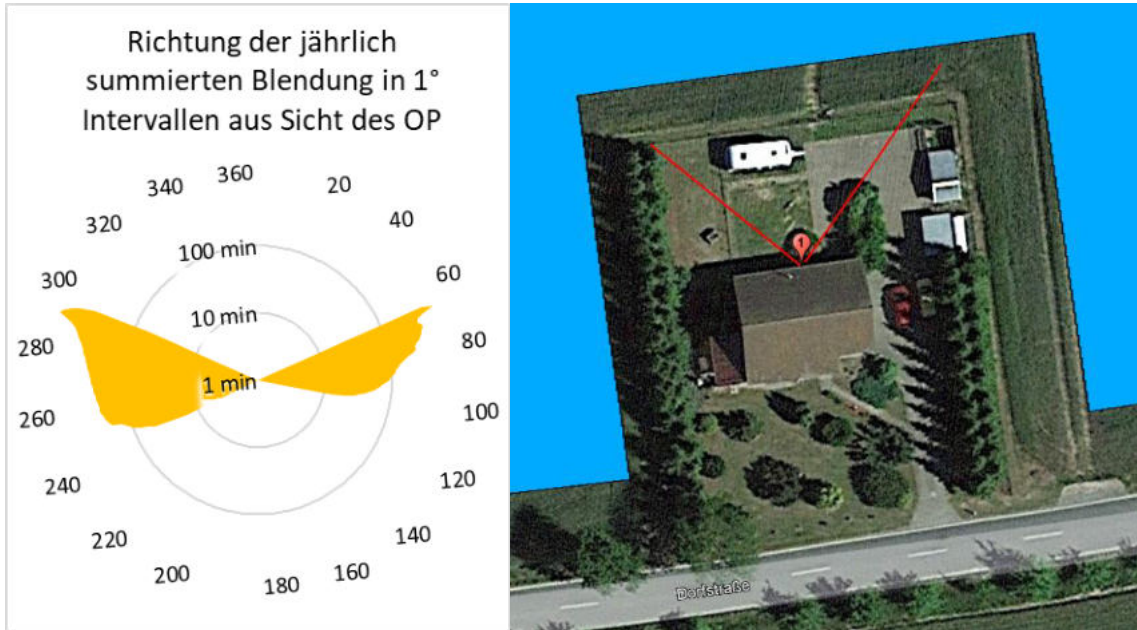 Richtung der jährlich
summierten Blendung in 1°
Intervallen aus Sicht des OP
360
340
20
320
40
100 min
300
60
10 min
280
80
1 min
260
100
240
120
220
140
200
160
180
1
Dorfstraße